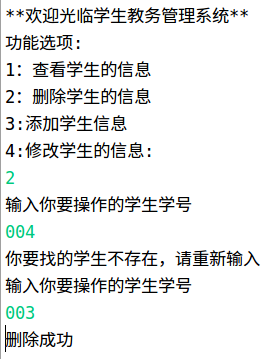 **欢迎光临学生教务管理系统**
功能选项:
1: 查看学生的信息
2: 删除学生的信息
3:添加学生信息
4:修改学生的信息:
2
输入你要操作的学生学号
004
你要找的学生不存在，请重新输入
输入你要操作的学生学号
003
删除成功